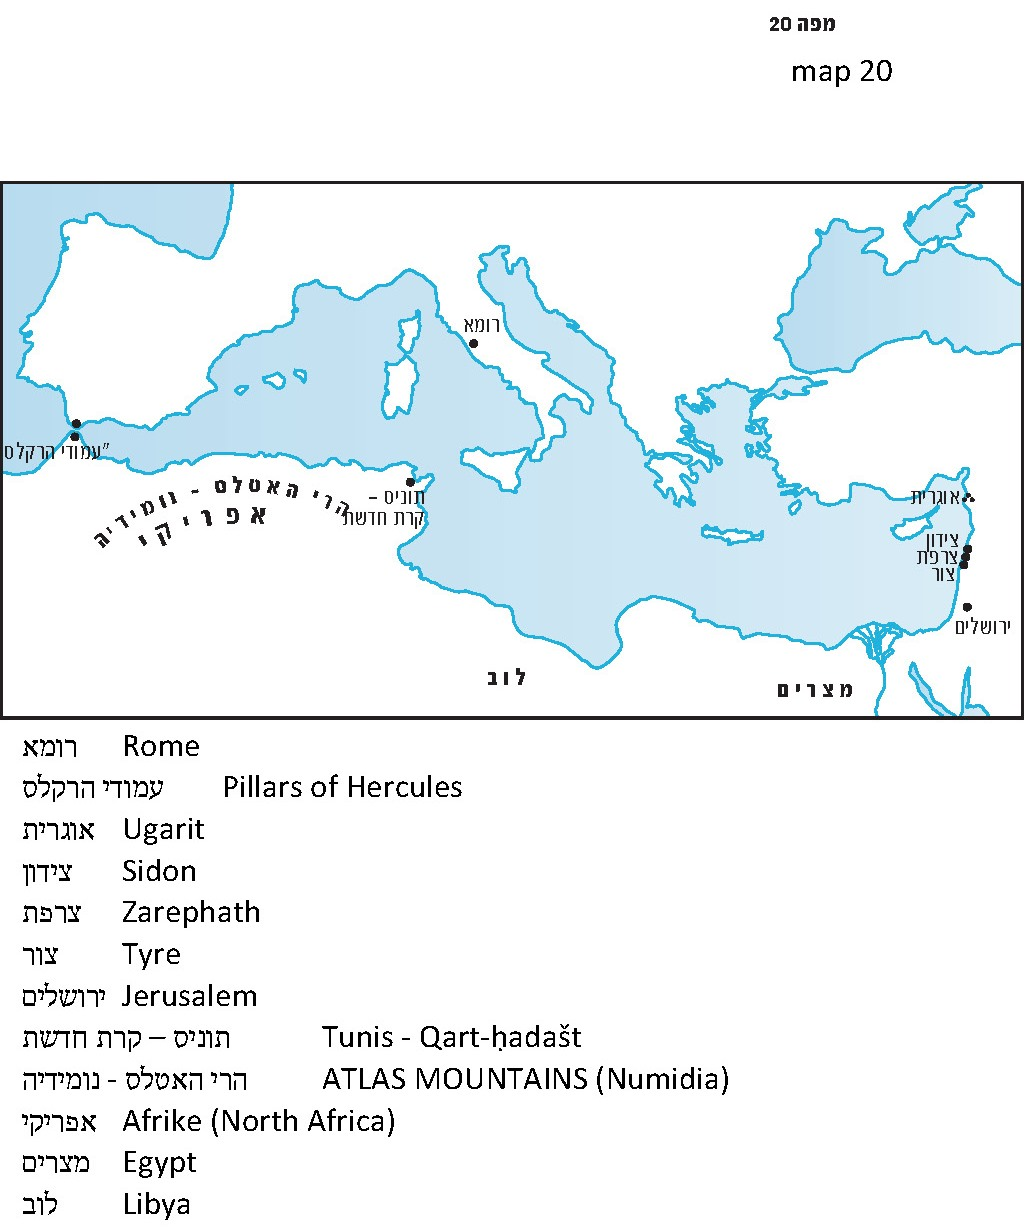 מפה 20
map 20
רומא
עמודי הרקלס"
הרי האטלס - נומידיה
אפריקי
תוניס –
קרת חדשת
אוגרית
צידון
צרפת
צור
ירושלים
לוב
מצרים
רומא Rome
עמודי הרקלס Pillars of Hercules
אוגרית Ugarit
צידון Sidon
צרפת Zarephath
צור Tyre
ירושלים Jerusalem
תוניס – קרת חדשת Tunis - Qart-ḥadašt
הרי האטלס - נומידיה ATLAS MOUNTAINS (Numidia)
אפריקי Afrike (North Africa)
מצרים Egypt
לוב Libya